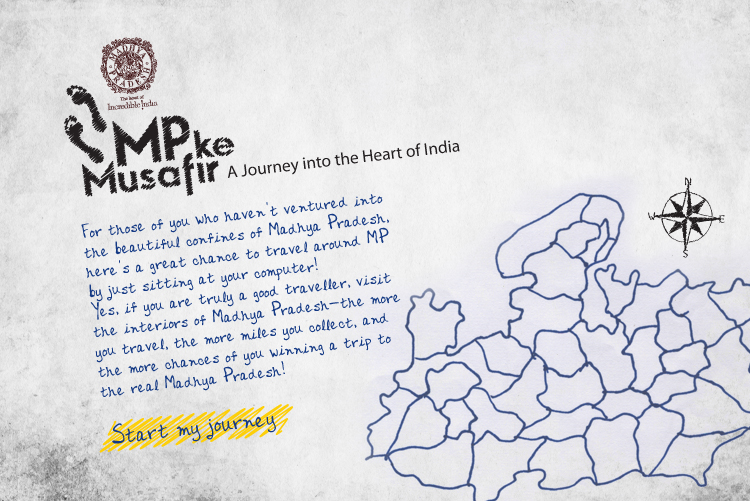 MADHYA PRADESH
The heart of
Incredible India
MP ke
Musafir
A Journey into the Heart of India
For those of you who haven't ventured into
the beautiful confines of Madhya Pradesh,
here's a great chance to travel around MP
by just sitting at your computer!
Yes, if you are truly a good traveller, visit
the interiors of Madhya Pradesh—the more
you travel, the more miles you collect, and
the more chances of you winning a trip to
the real Madhya Pradesh!
Start my journey
N
W E
S